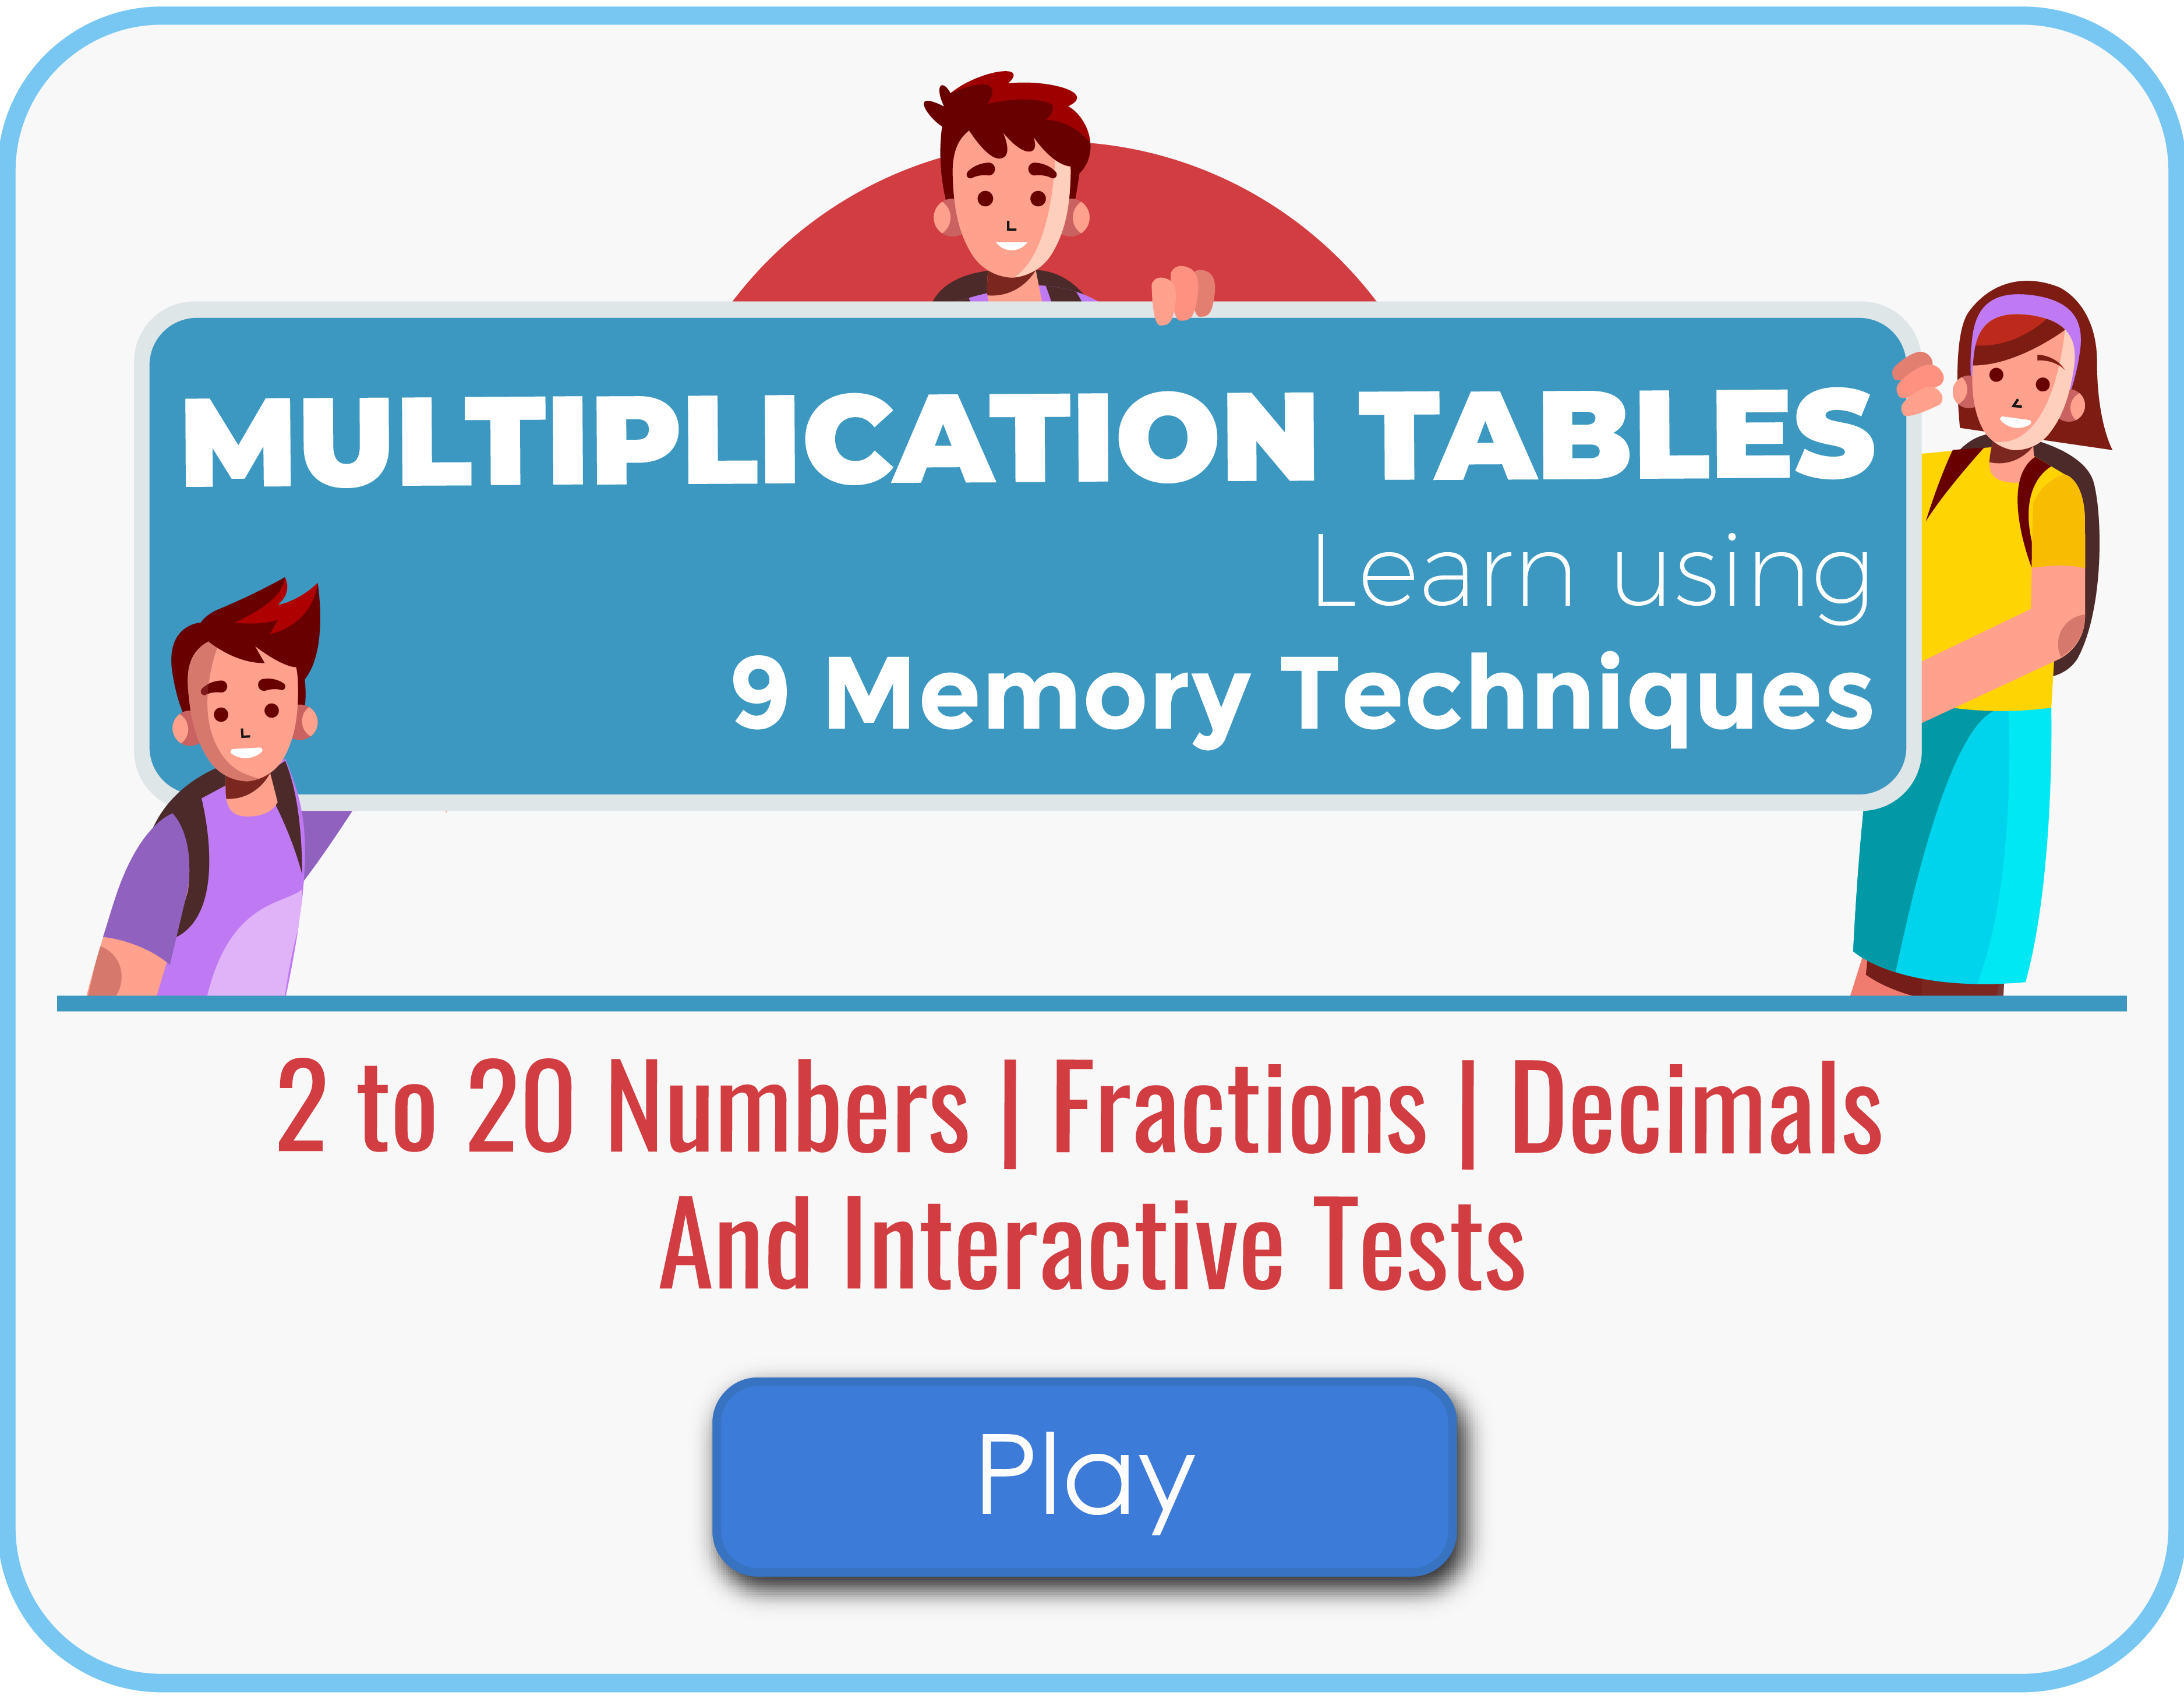 MULTIPLICATION TABLES
Learn using
9 Memory Techniques
2 to 20 Numbers | Fractions | Decimals
And Interactive Tests
Play